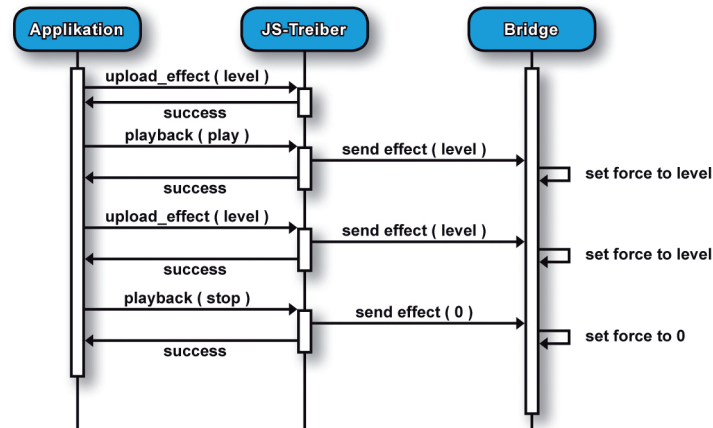 Applikation
JS-Treiber
Bridge
upload_effect ( level )
success
playback ( play )
send effect ( level )
set force to level
success
upload_effect ( level )
send effect ( level )
set force to level
success
playback ( stop )
send effect ( 0 )
set force to 0
success